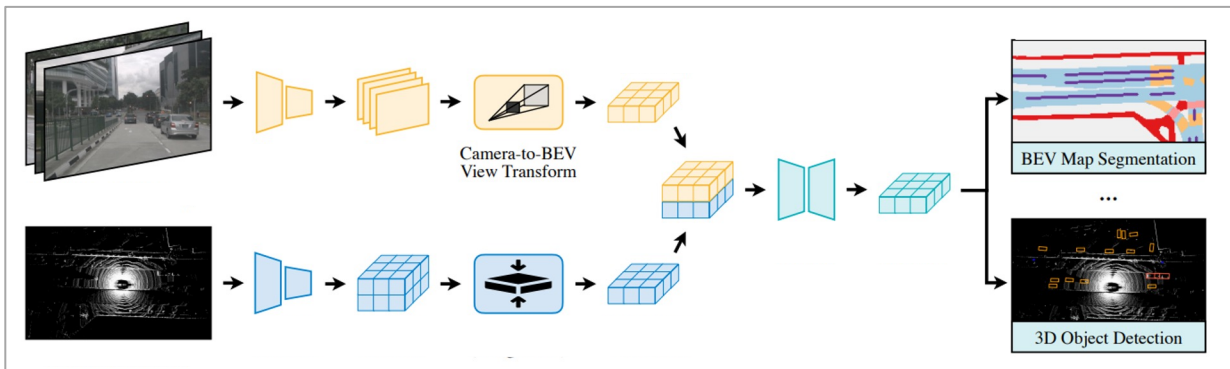 Camera-to-BEV
View Transform
BEV Map Segmentation
...
3D Object Detection